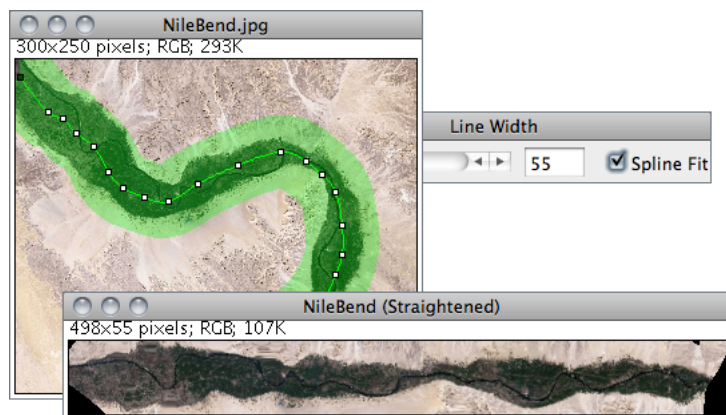 NileBend.jpg
300x250 pixels; RGB; 293K
Line Width
55
Spline Fit
NileBend (Straightened)
498x55 pixels; RGB; 107K